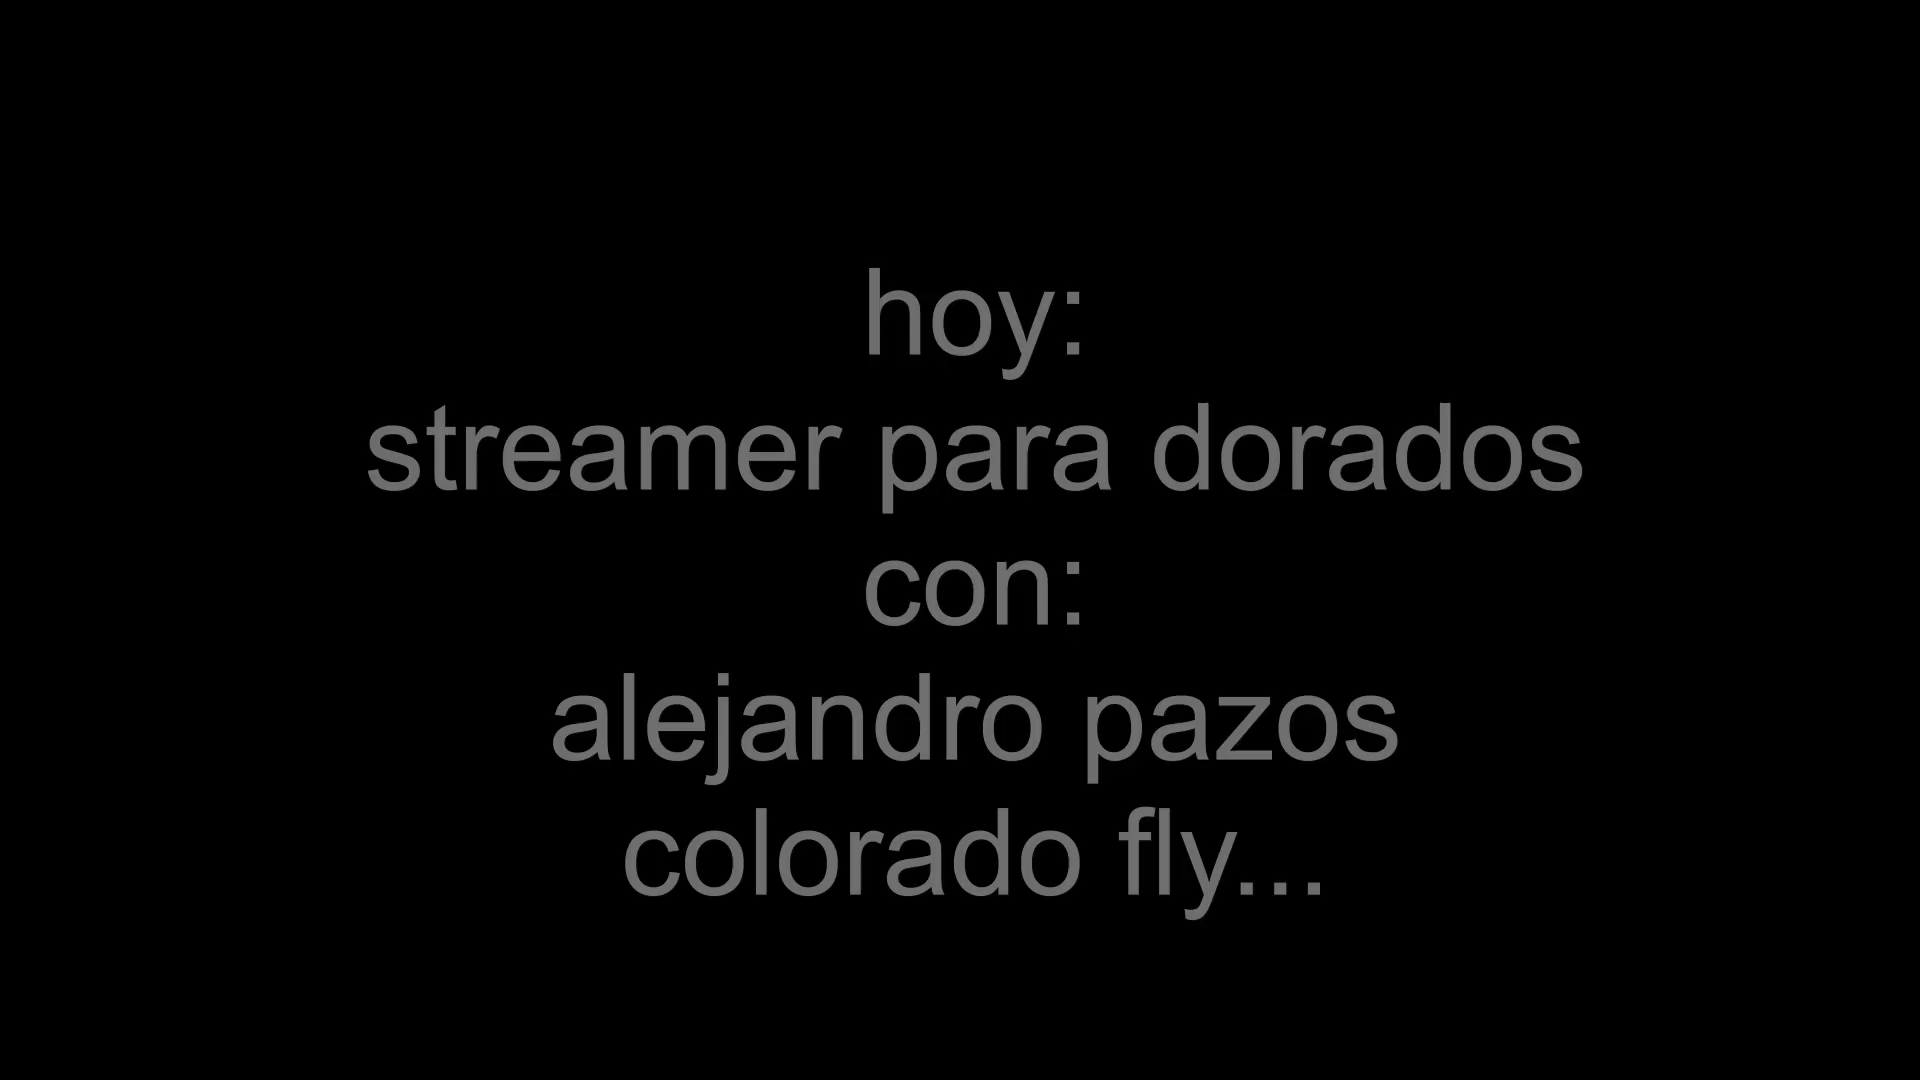 hoy:
streamer para dorados
con:
alejandro pazos
colorado fly...